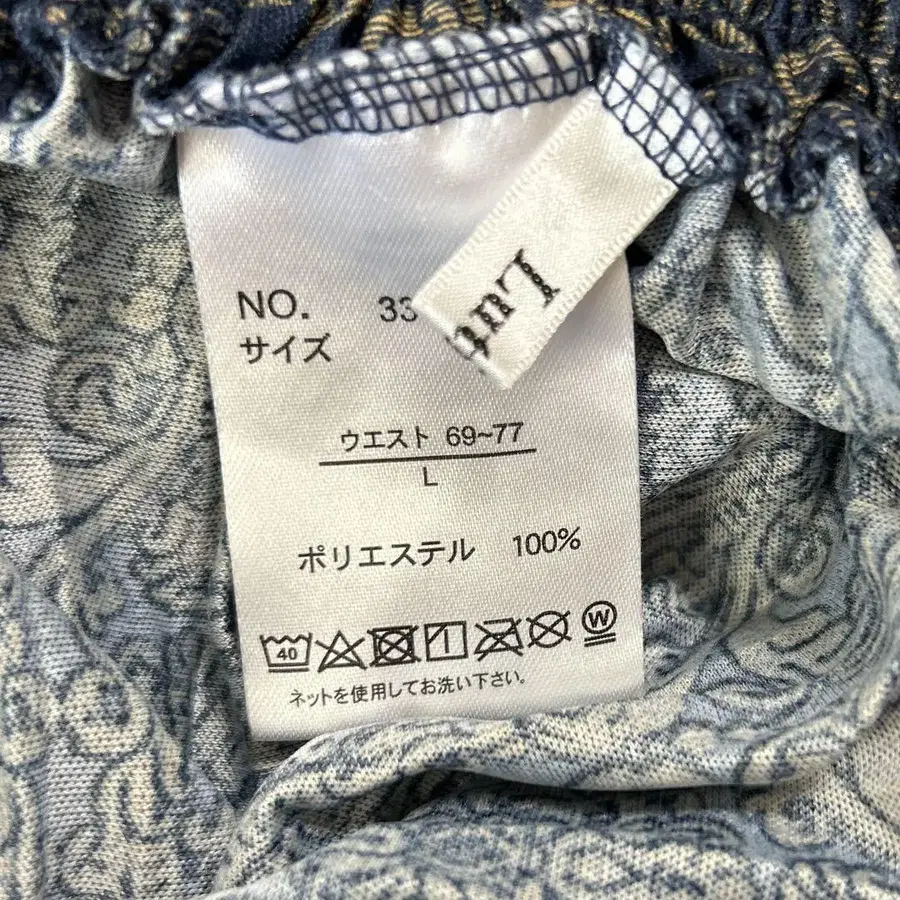 NO. 33
サイズ
ウエスト 69~77
L
ポリエステル 100%
40
W
ネットを使用してお洗い下さい。